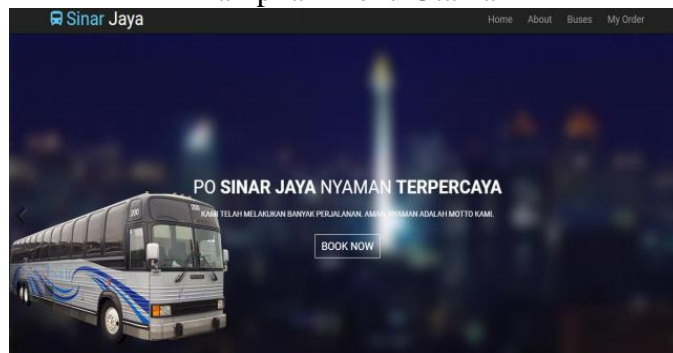 Sinar Jaya
Home About Buses My Order
PO SINAR JAYA NYAMAN TERPERCAYA
KAMI TELAH MELAKUKAN BANYAK PERJALANAN. AMAN, NYAMAN ADALAH MOTTO KAMI.
BOOK NOW